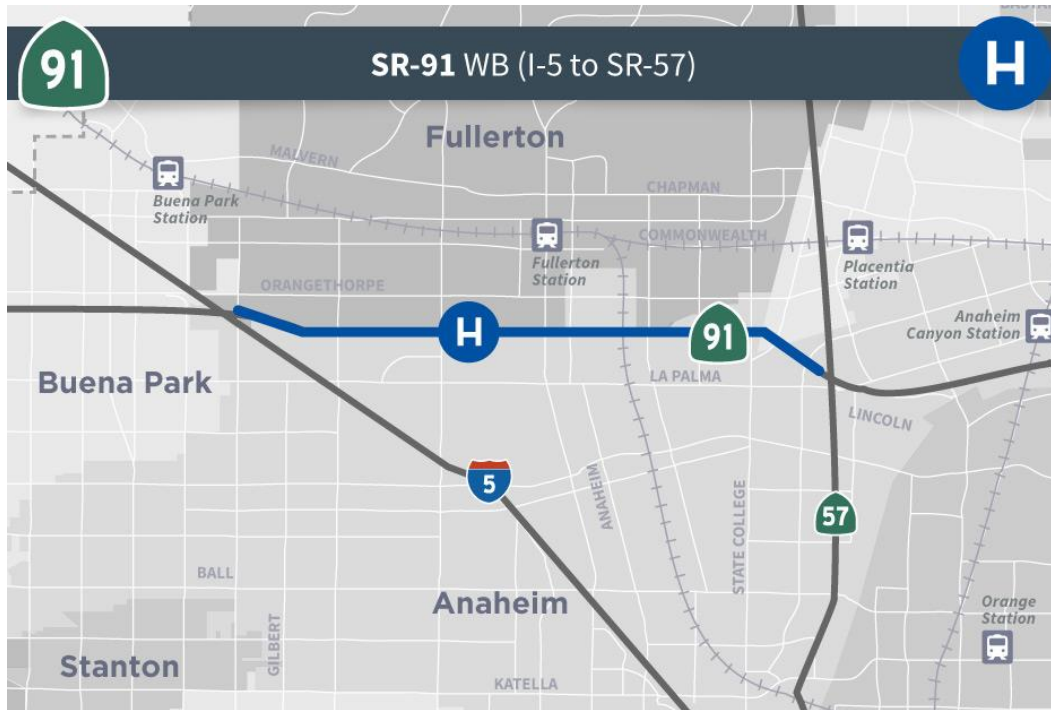 91
SR-91 WB (I-5 to SR-57)
H
Fullerton
MALVERN
CHAPMAN
Buena Park
Station
COMMONWEALTH
Fullerton
Station
Placentia
Station
ORANGETHORPE
Anaheim
Canyon Station
H
91
Buena Park
LA PALMA
LINCOLN
5
ANAHEIM
STATE COLLEGE
57
BALL
Anaheim
Orange
Station
GILBERT
Stanton
KATELLA